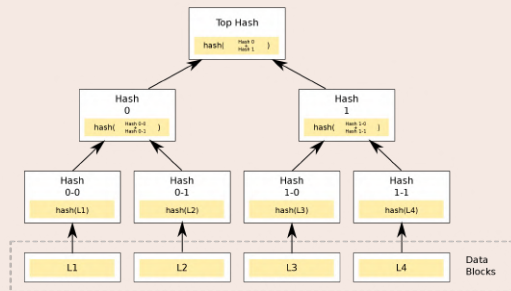 Top Hash
hash( Hash 0
+
Hash 1 )
Hash
0
hash( Hash 0-0
+
Hash 0-1 )
Hash
1
hash( Hash 1-0
+
Hash 1-1 )
Hash
0-0
hash(L1)
Hash
0-1
hash(L2)
Hash
1-0
hash(L3)
Hash
1-1
hash(L4)
L1
L2
L3
L4
Data
Blocks